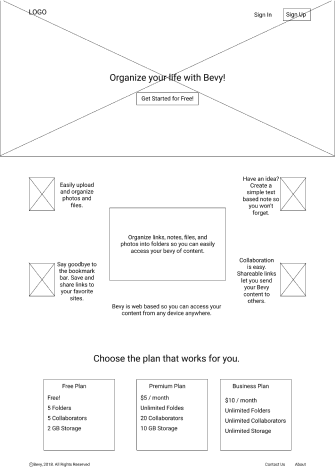 LOGO
Sign In
Sign Up
Organize your life with Bevy!
Get Started for Free!
Easily upload
and organize
photos and
files.
Have an idea?
Create a
simple text
based note so
you won't
forget.
Organize links, notes, files, and
photos into folders so you can easily
access your bevy of content.
Say goodbye to
the bookmark
bar. Save and
share links to
your favorite
sites.
Collaboration
is easy.
Shareable links
let you send
your Bevy
content to
others.
Bevy is web based so you can access your
content from any device anywhere.
Choose the plan that works for you.
Free Plan
Free!
5 Folders
5 Collaborators
2 GB Storage
Premium Plan
$5 / month
Unlimited Foldes
20 Collaborators
10 GB Storage
Business Plan
$10 / month
Unlimited Folders
Unlimited Collaborators
Unlimited Storage
©Bevy 2018. All Rights Reserved
Contact Us
About